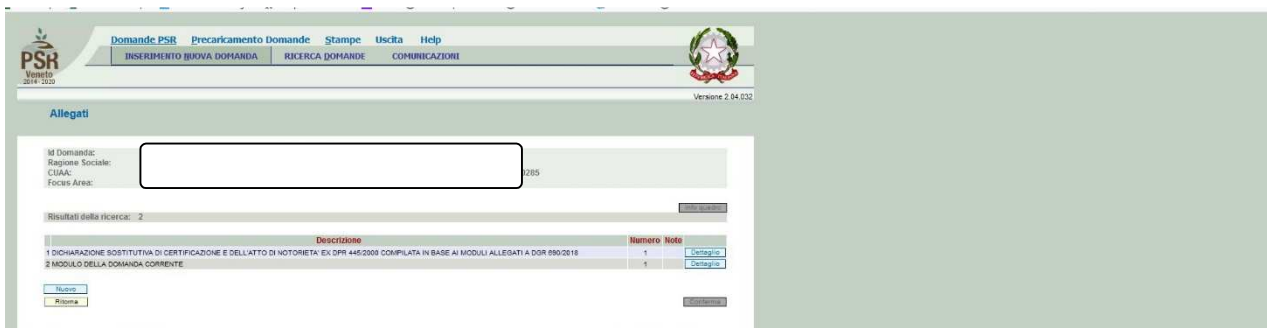 Domande PSR Precaricamento Domande Stampe Uscita Help
INSERIMENTO NUOVA DOMANDA RICERCA DOMANDE COMUNICAZIONI
PSR
Veneto
2014-2020
Versione 2.04.032
Allegati
Id Domanda:
Ragione Sociale:
CUAA: 0285
Focus Area:
Info quadro
Risultati della ricerca: 2
Descrizione Numero Note
1 DICHIARAZIONE SOSTITUTIVA DI CERTIFICAZIONE E DELL'ATTO DI NOTORIETA' EX DPR 445/2000 COMPILATA IN BASE AI MODULI ALLEGATI A DGR 690/2018 1 Dettaglio
2 MODULO DELLA DOMANDA CORRENTE 1 Dettaglio
Nuovo
Ritorna Conferma